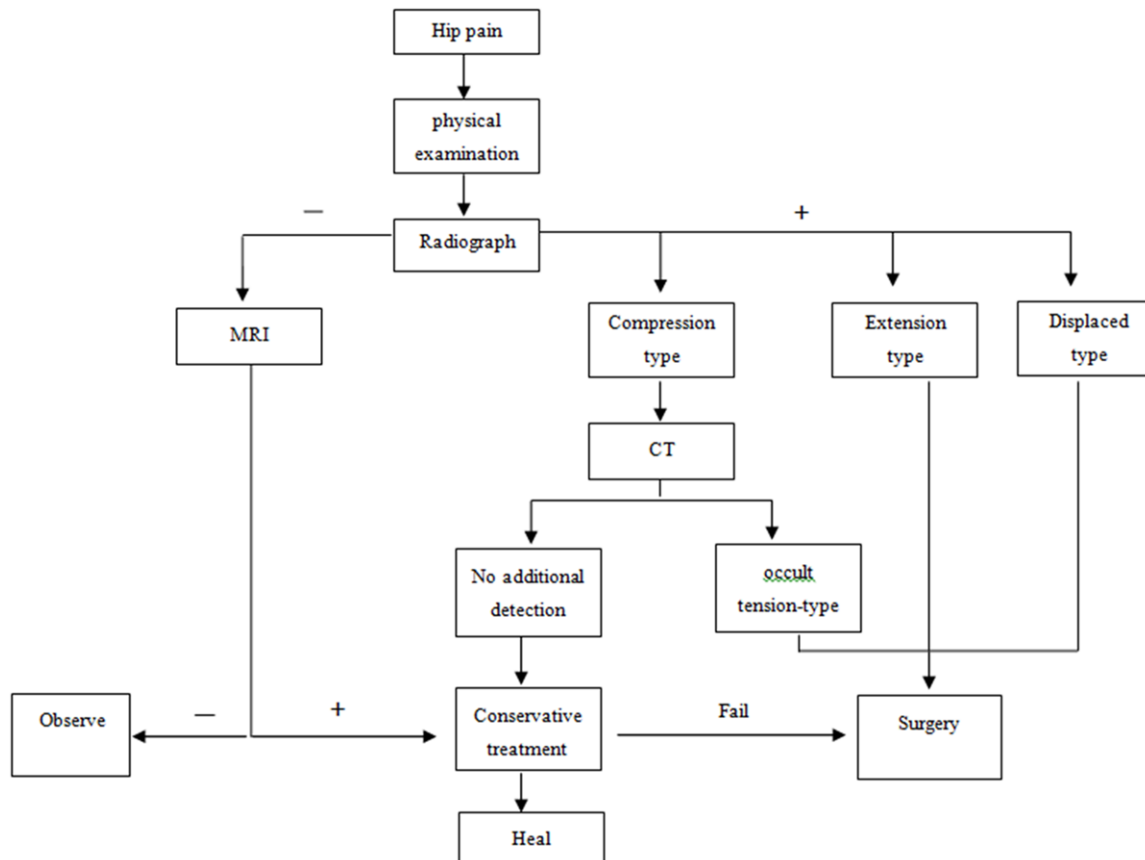 Hip pain
physical
examination
—
+
Radiograph
MRI
Compression
type
Extension
type
Displaced
type
CT
No additional
detection
occult
tension-type
Observe
—
+
Conservative
treatment
Fail
Surgery
Heal